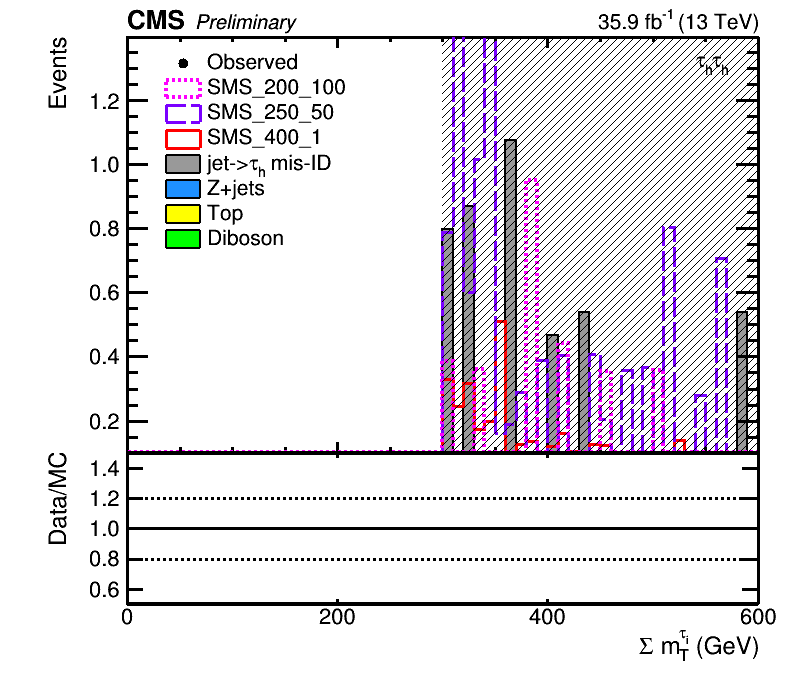 CMS Preliminary 35.9 fb⁻¹ (13 TeV)
Events
τhτh
Observed
SMS_200_100
SMS_250_50
SMS_400_1
jet->τh mis-ID
Z+jets
Top
Diboson
1.2
1.0
0.8
0.6
0.4
0.2
Data/MC
1.4
1.2
1.0
0.8
0.6
0 200 400 600
Σ mT^τi (GeV)